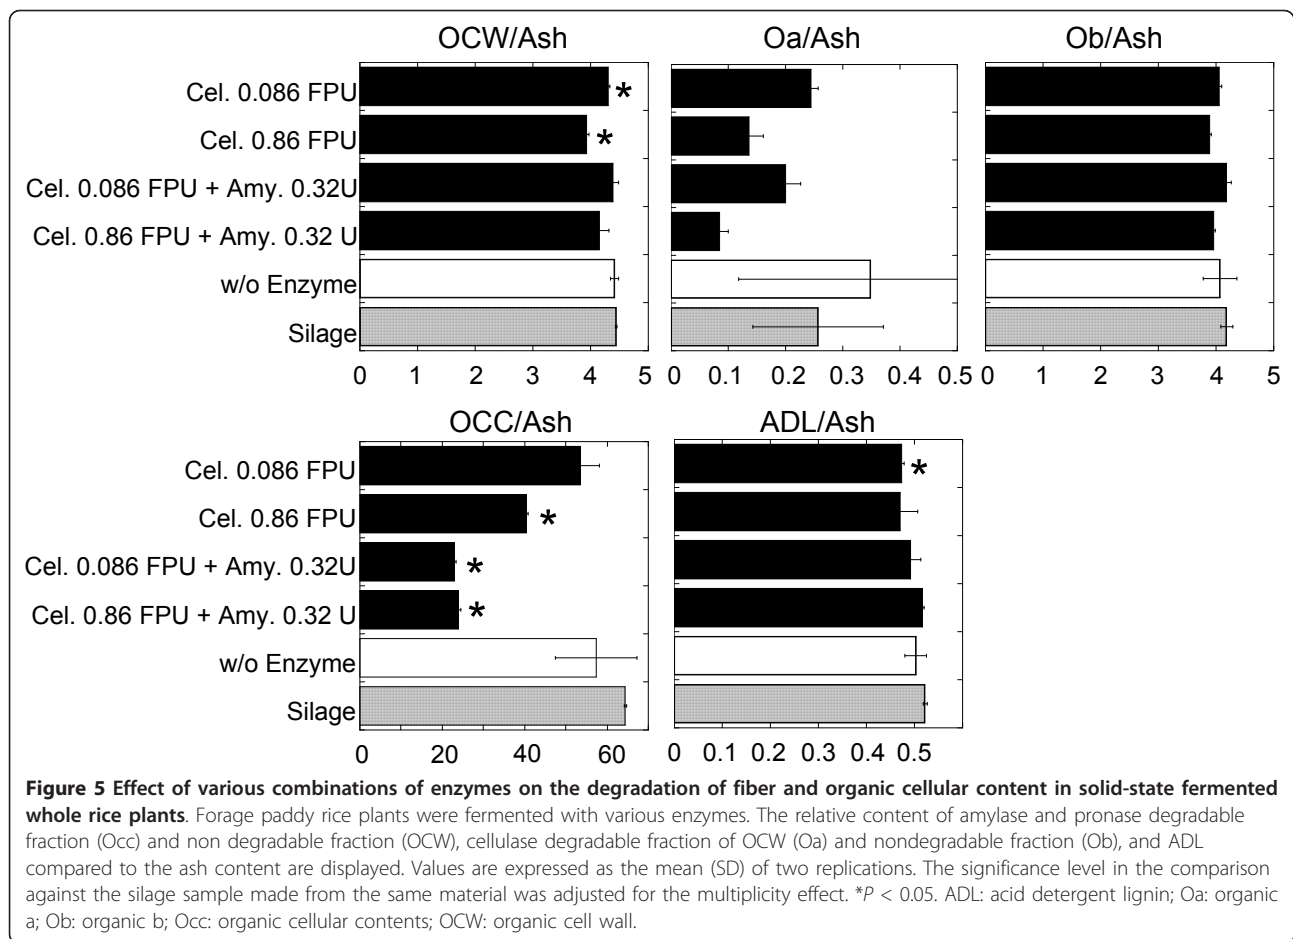 OCW/Ash Oa/Ash Ob/Ash
Cel. 0.086 FPU *
Cel. 0.86 FPU *
Cel. 0.086 FPU + Amy. 0.32U
Cel. 0.86 FPU + Amy. 0.32 U
w/o Enzyme
Silage
0 1 2 3 4 5 0 0.1 0.2 0.3 0.4 0.5 0 1 2 3 4 5
OCC/Ash ADL/Ash
Cel. 0.086 FPU *
Cel. 0.86 FPU *
Cel. 0.086 FPU + Amy. 0.32U *
Cel. 0.86 FPU + Amy. 0.32 U *
w/o Enzyme
Silage
0 20 40 60 0 0.1 0.2 0.3 0.4 0.5
Figure 5 Effect of various combinations of enzymes on the degradation of fiber and organic cellular content in solid-state fermented
whole rice plants. Forage paddy rice plants were fermented with various enzymes. The relative content of amylase and pronase degradable
fraction (Occ) and non degradable fraction (OCW), cellulase degradable fraction of OCW (Oa) and nondegradable fraction (Ob), and ADL
compared to the ash content are displayed. Values are expressed as the mean (SD) of two replications. The significance level in the comparison
against the silage sample made from the same material was adjusted for the multiplicity effect. *P < 0.05. ADL: acid detergent lignin; Oa: organic
a; Ob: organic b; Occ: organic cellular contents; OCW: organic cell wall.